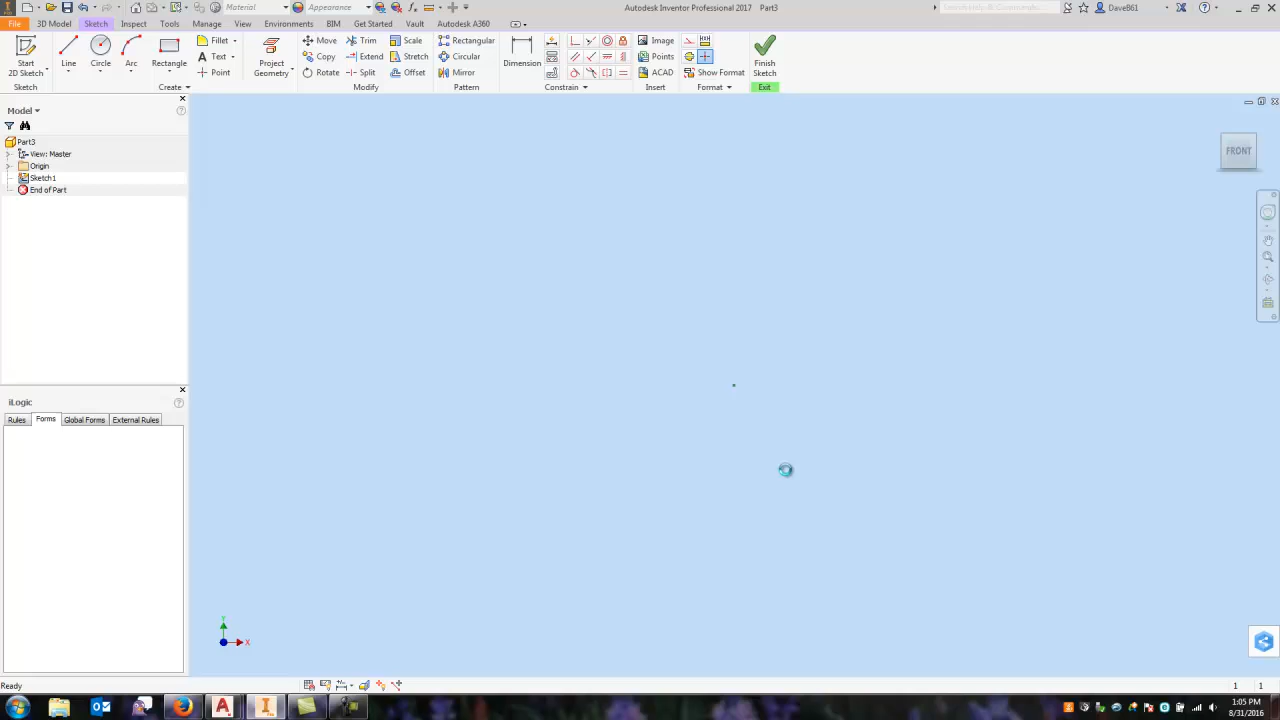 Material
Appearance
Autodesk Inventor Professional 2017 Part3
DaveB61
File
3D Model
Sketch
Inspect
Tools
Manage
View
Environments
BIM
Get Started
Vault
Autodesk A360
Start
2D Sketch
Line
Circle
Arc
Rectangle
Fillet
Text
Point
Project
Geometry
Move
Copy
Rotate
Trim
Extend
Split
Scale
Stretch
Offset
Rectangular
Circular
Mirror
Dimension
Image
Points
ACAD
Show Format
Finish
Sketch
Sketch
Create
Modify
Pattern
Constrain
Insert
Format
Exit
Model
Part3
View: Master
Origin
Sketch1
End of Part
FRONT
iLogic
Rules
Forms
Global Forms
External Rules
Y
X
Ready
1
1
1:05 PM
8/31/2016